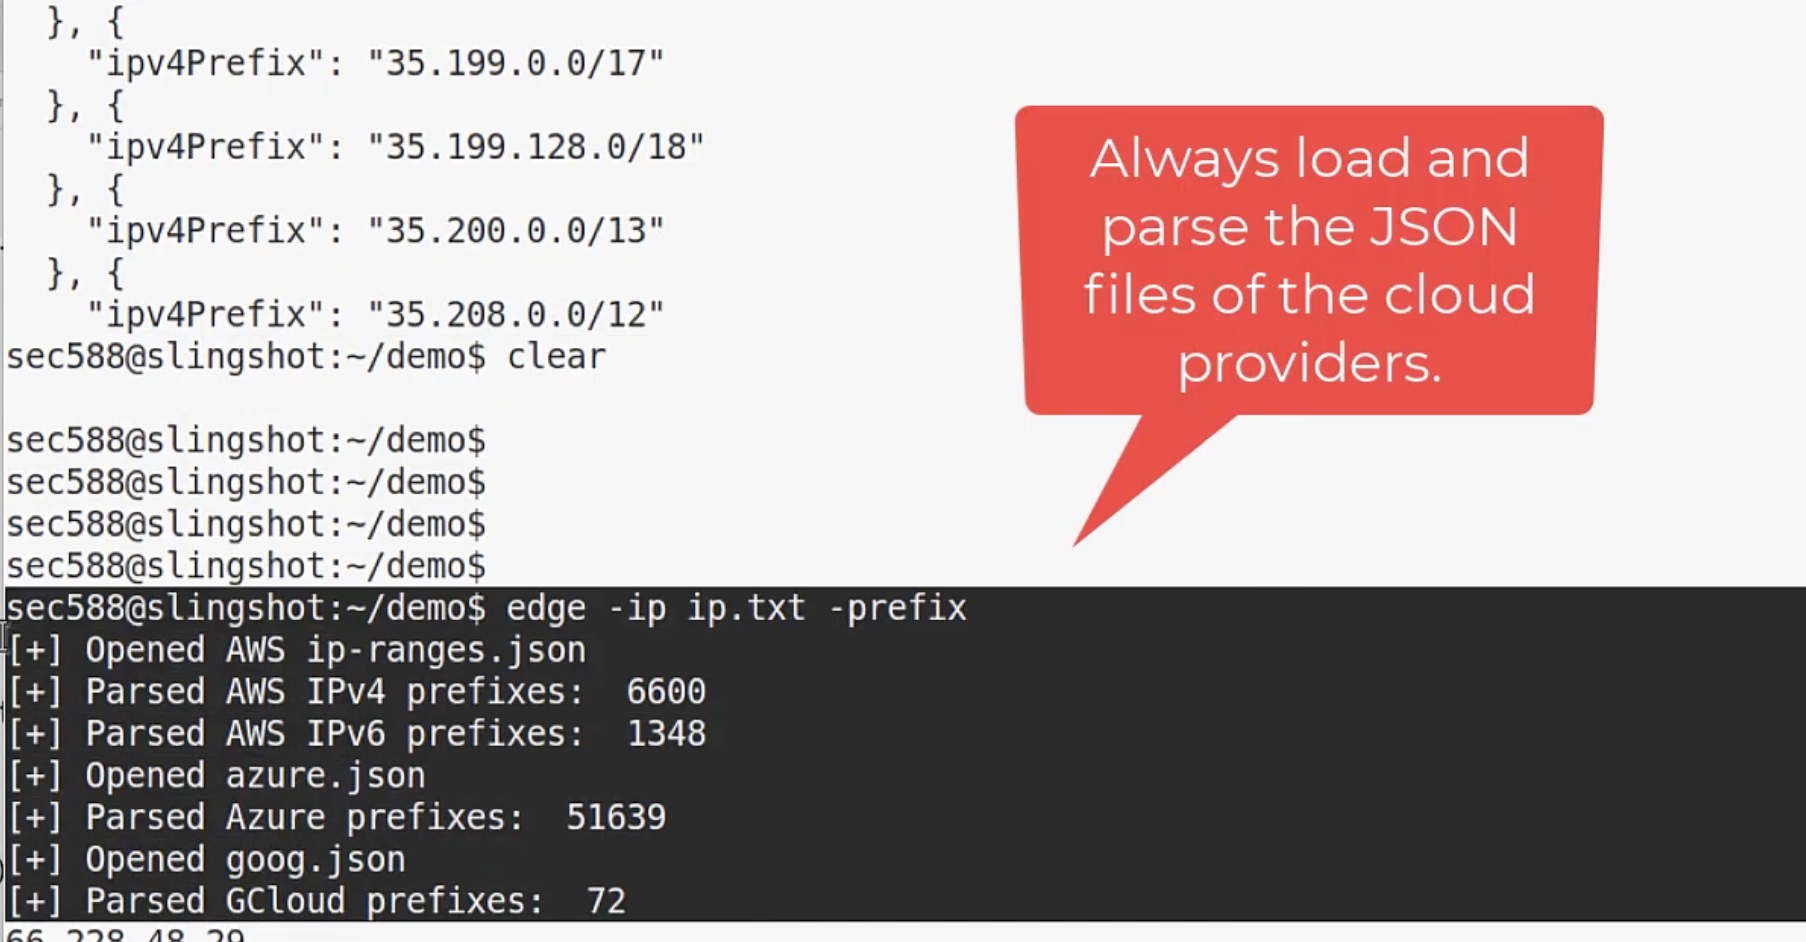 }, {
"ipv4Prefix": "35.199.0.0/17"
}, {
"ipv4Prefix": "35.199.128.0/18"
}, {
"ipv4Prefix": "35.200.0.0/13"
}, {
"ipv4Prefix": "35.208.0.0/12"
sec588@slingshot:~/demo$ clear
sec588@slingshot:~/demo$
sec588@slingshot:~/demo$
sec588@slingshot:~/demo$
sec588@slingshot:~/demo$
sec588@slingshot:~/demo$ edge -ip ip.txt -prefix
[+] Opened AWS ip-ranges.json
[+] Parsed AWS IPv4 prefixes:  6600
[+] Parsed AWS IPv6 prefixes:  1348
[+] Opened azure.json
[+] Parsed Azure prefixes:  51639
[+] Opened goog.json
[+] Parsed GCloud prefixes:  72
66.228.48.29
Always load and
parse the JSON
files of the cloud
providers.